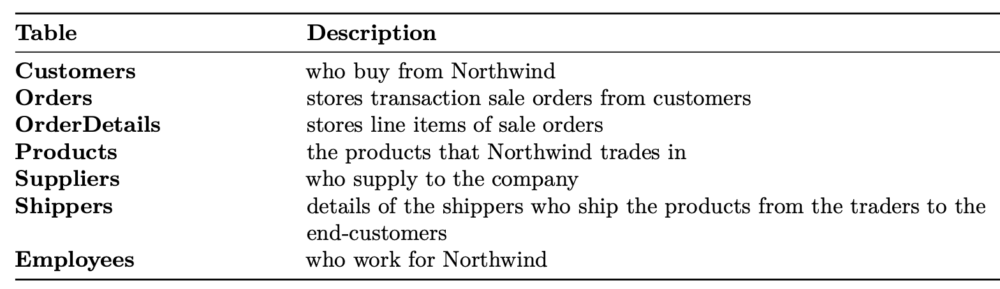 Table Description
Customers who buy from Northwind
Orders stores transaction sale orders from customers
OrderDetails stores line items of sale orders
Products the products that Northwind trades in
Suppliers who supply to the company
Shippers details of the shippers who ship the products from the traders to the
end-customers
Employees who work for Northwind